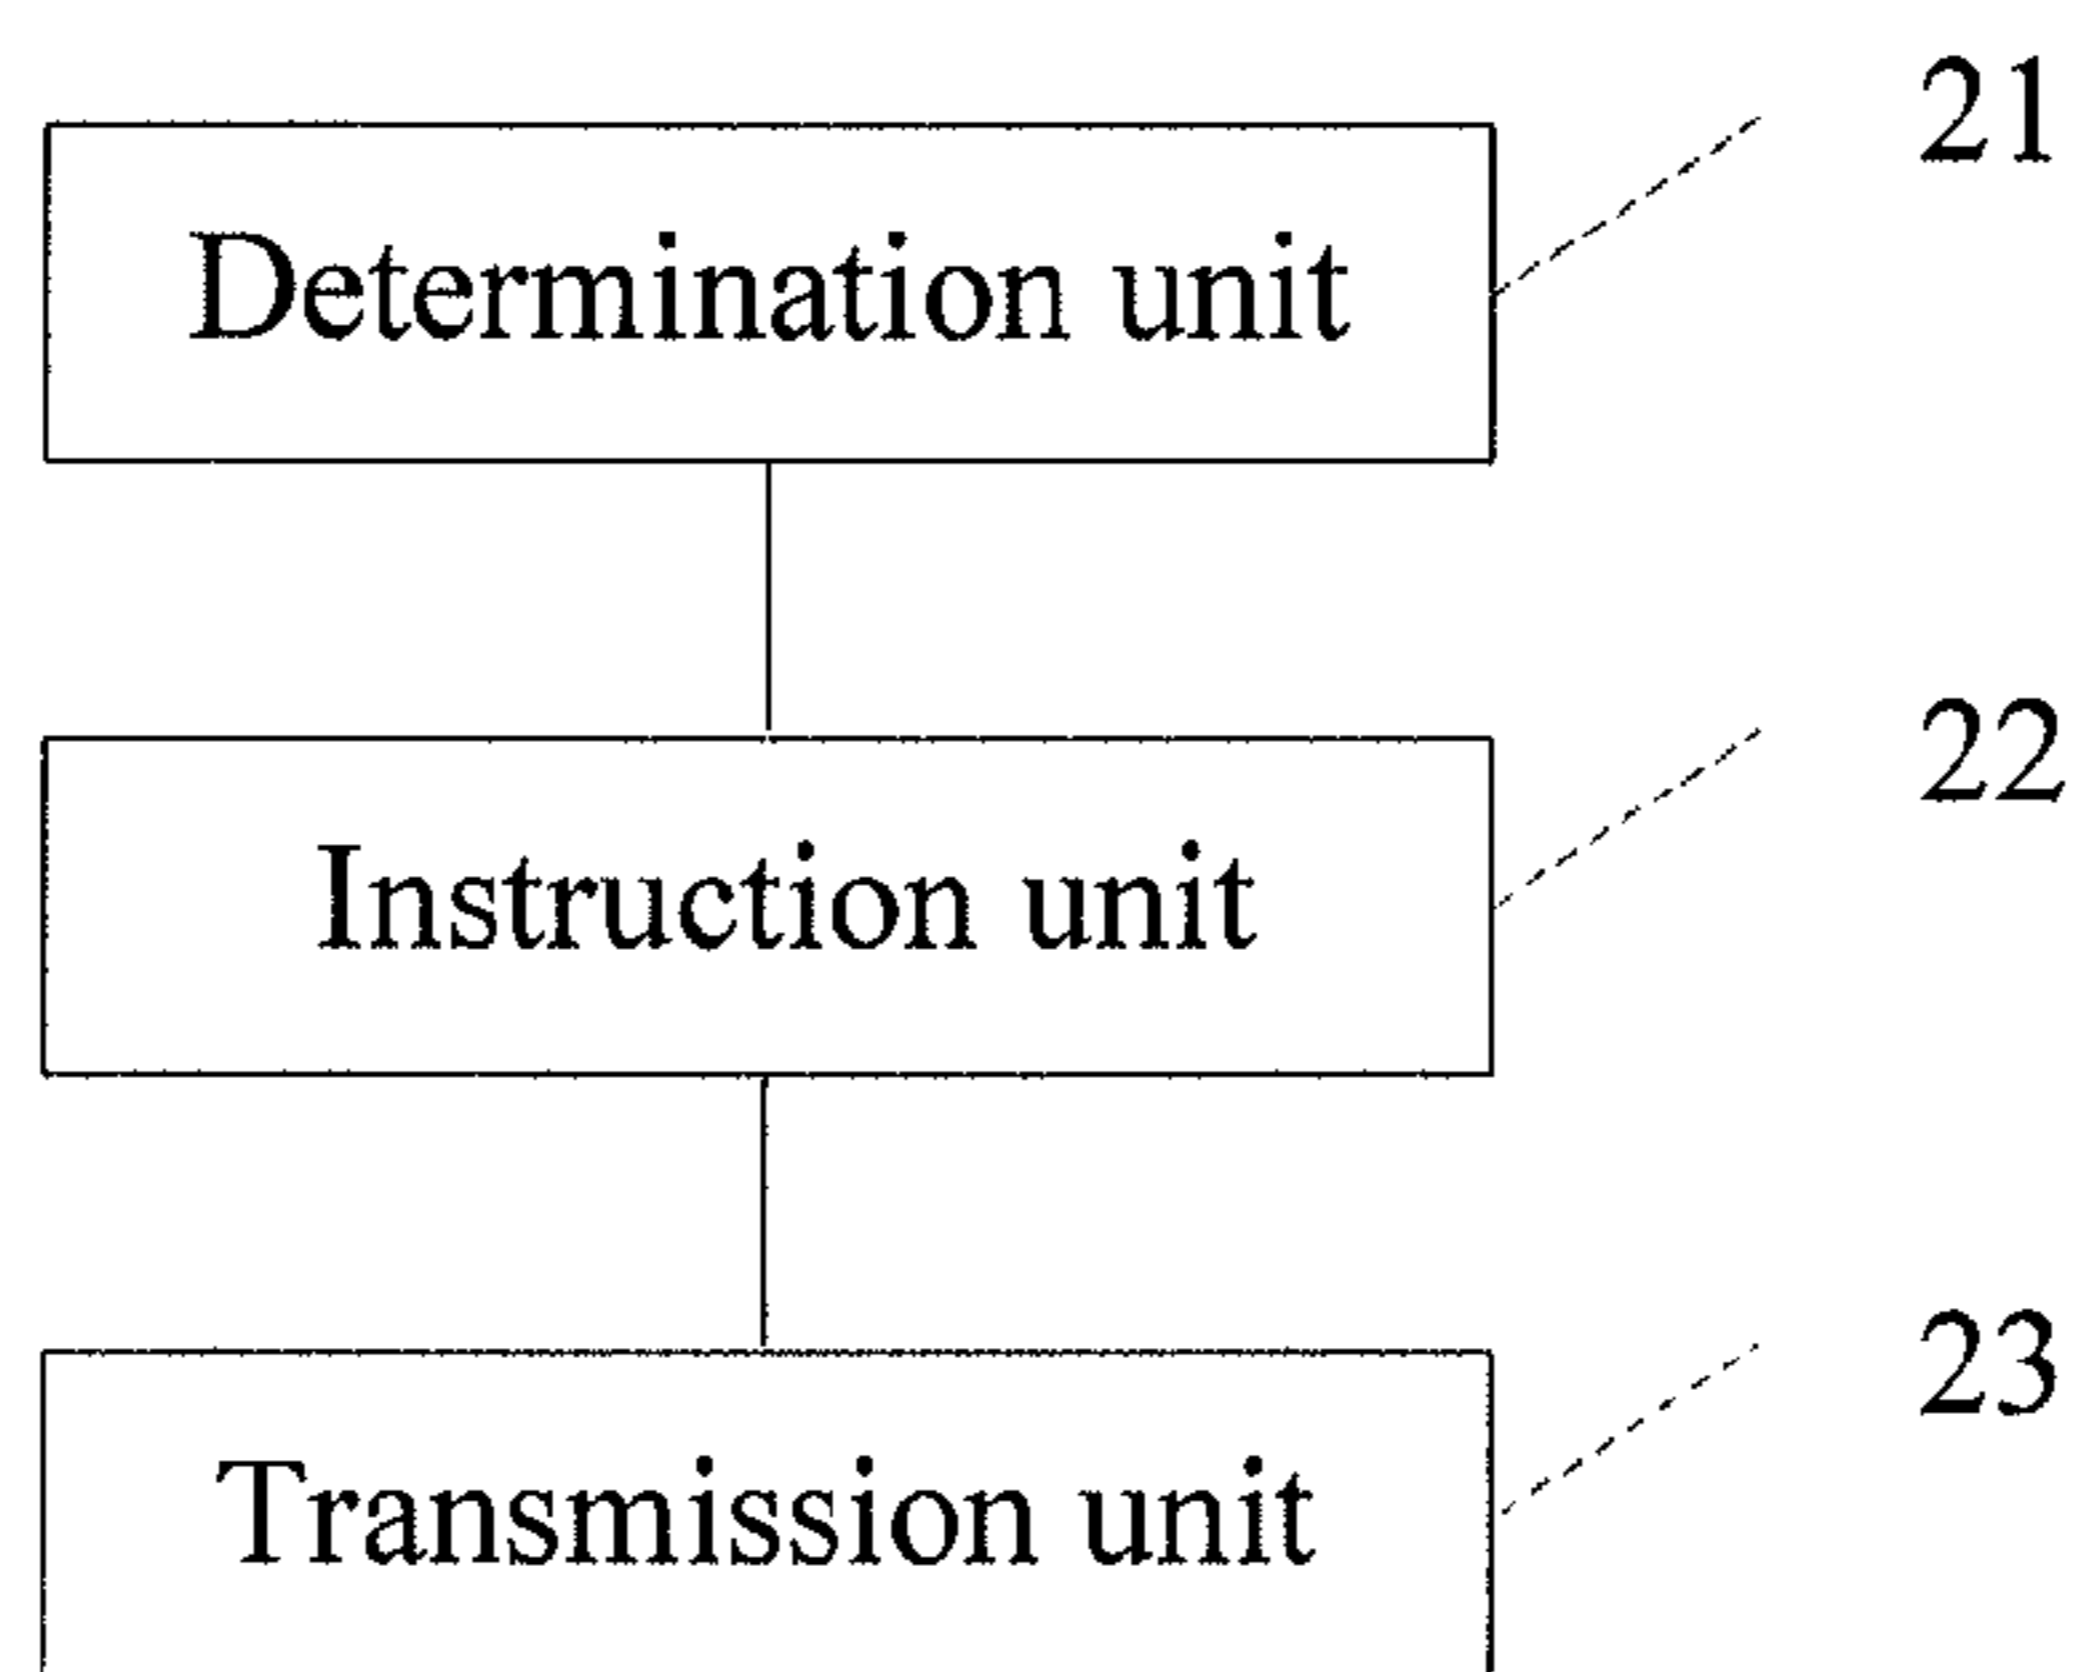 21
Determination unit
22
Instruction unit
23
Transmission unit